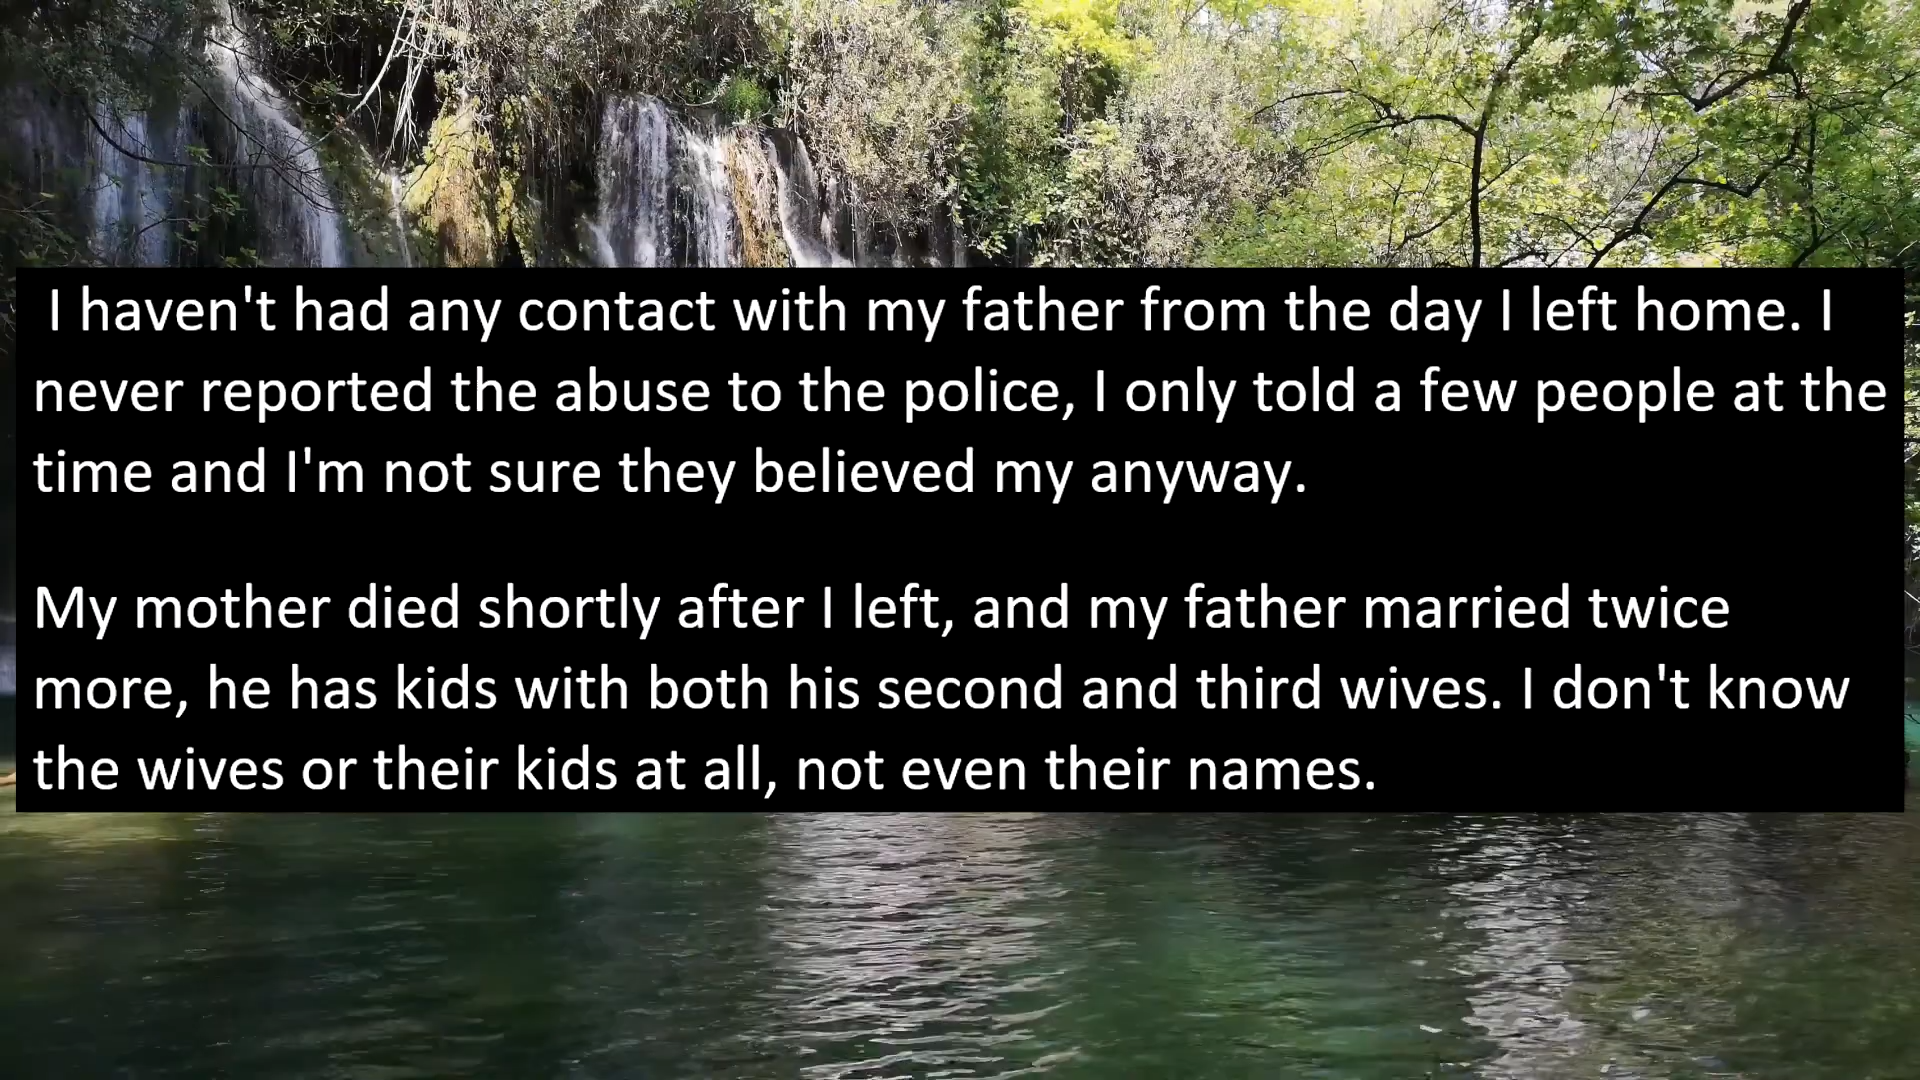 I haven't had any contact with my father from the day I left home. I
never reported the abuse to the police, I only told a few people at the
time and I'm not sure they believed my anyway.
My mother died shortly after I left, and my father married twice
more, he has kids with both his second and third wives. I don't know
the wives or their kids at all, not even their names.